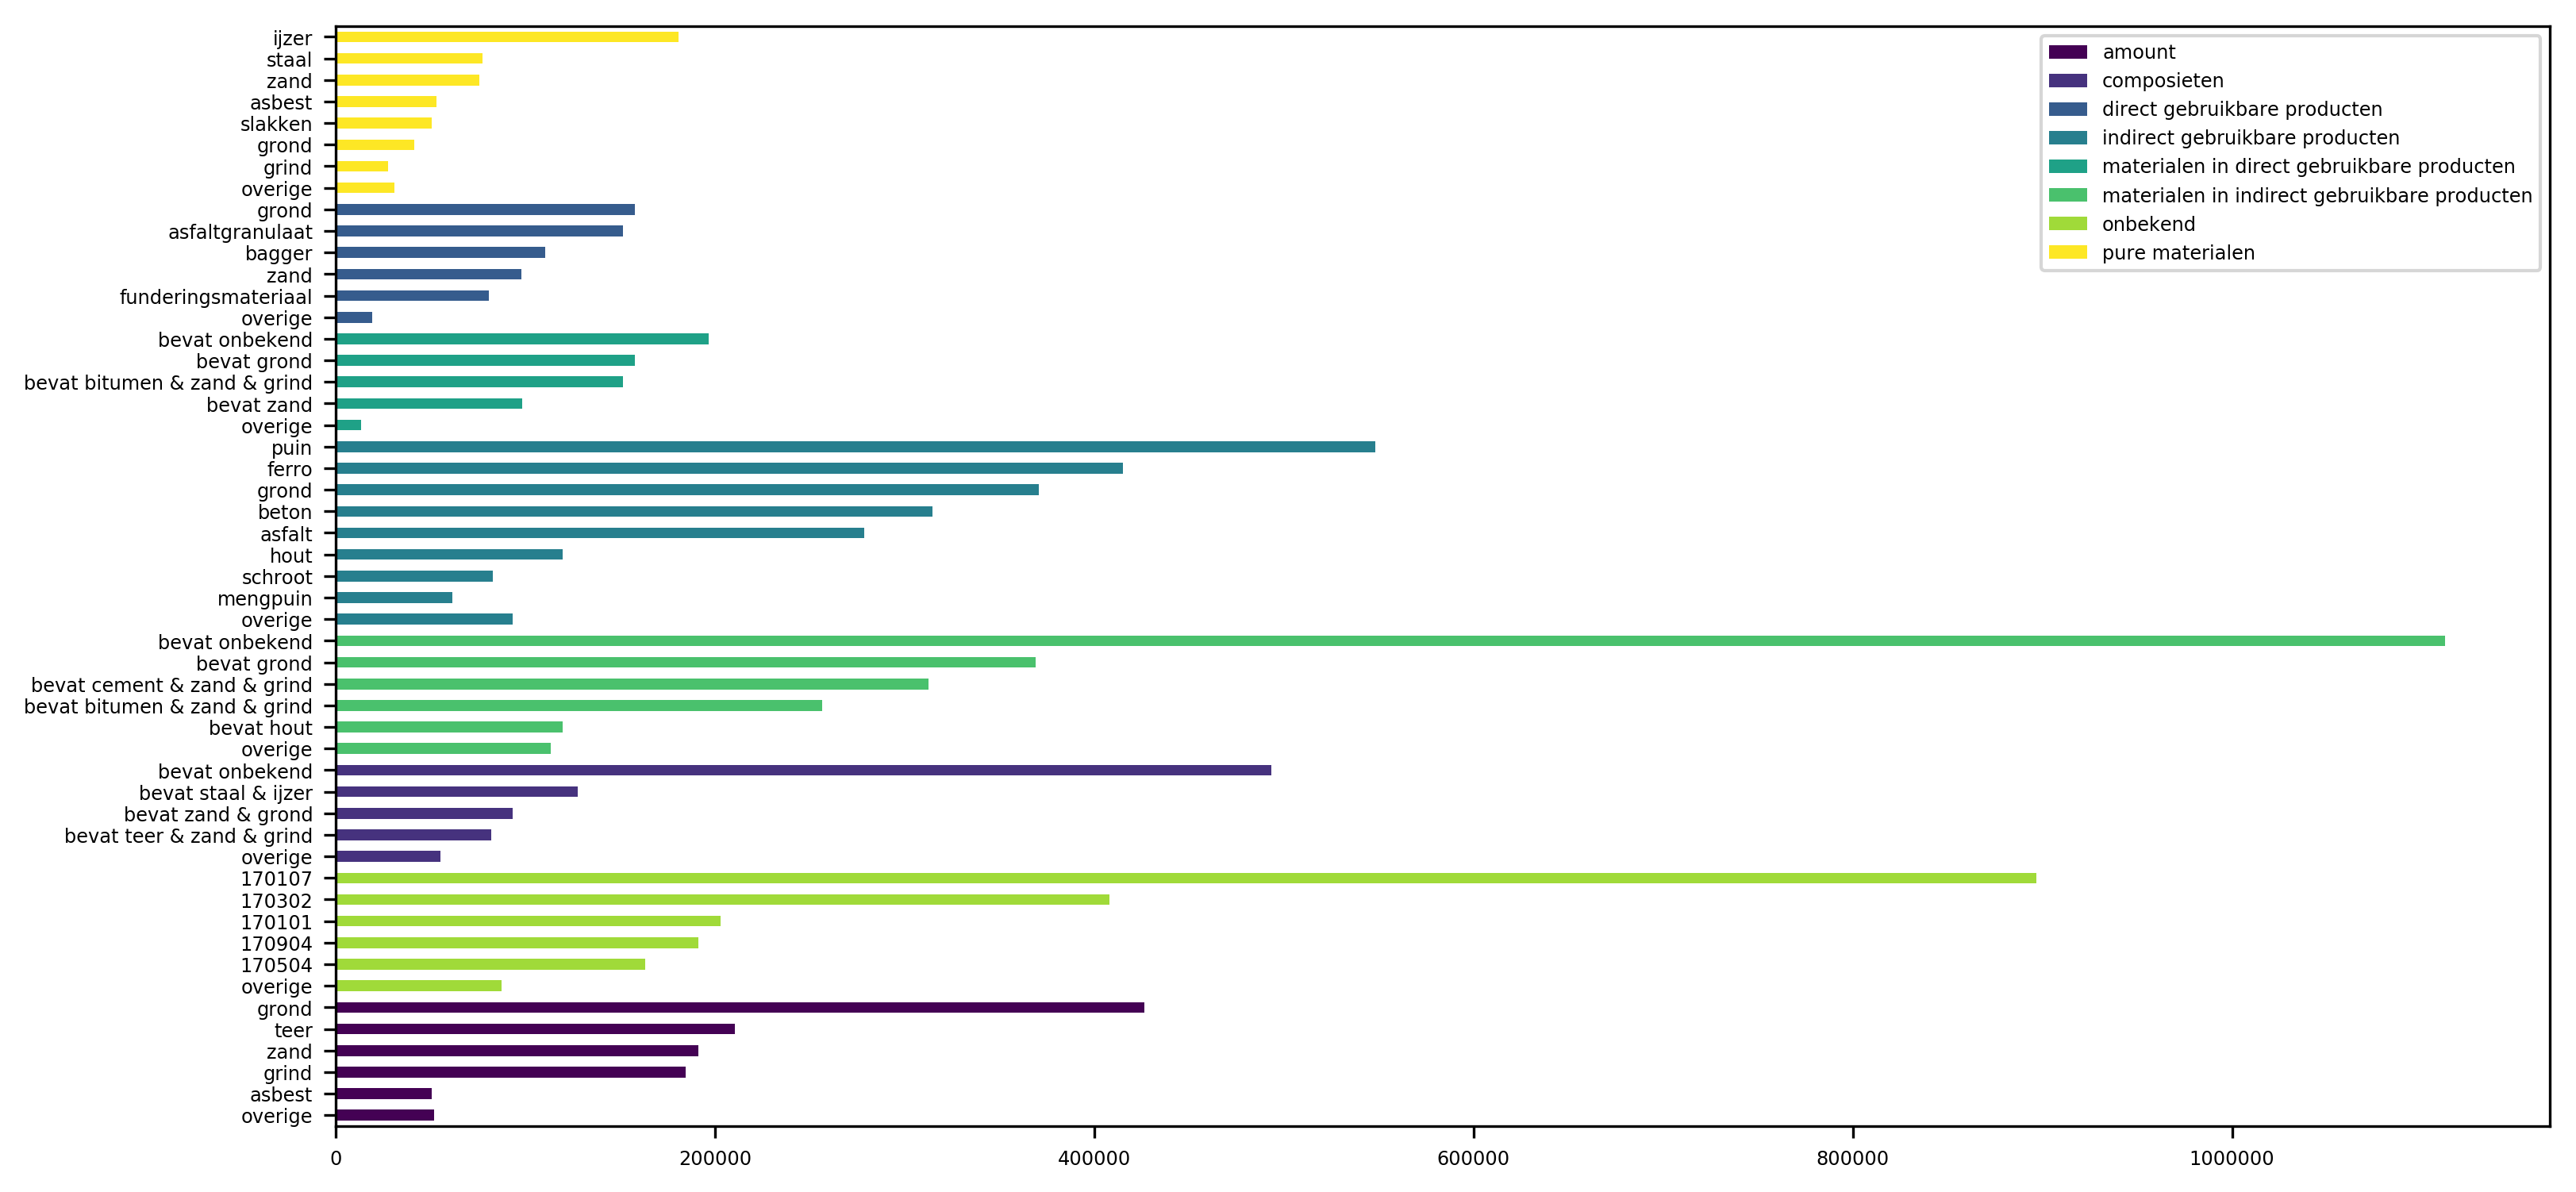 ijzer
staal
zand
asbest
slakken
grond
grind
overige
grond
asfaltgranulaat
bagger
zand
funderingsmateriaal
overige
bevat onbekend
bevat grond
bevat bitumen & zand & grind
bevat zand
overige
puin
ferro
grond
beton
asfalt
hout
schroot
mengpuin
overige
bevat onbekend
bevat grond
bevat cement & zand & grind
bevat bitumen & zand & grind
bevat hout
overige
bevat onbekend
bevat staal & ijzer
bevat zand & grond
bevat teer & zand & grind
overige
170107
170302
170101
170904
170504
overige
grond
teer
zand
grind
asbest
overige
0 200000 400000 600000 800000 1000000
amount
composieten
direct gebruikbare producten
indirect gebruikbare producten
materialen in direct gebruikbare producten
materialen in indirect gebruikbare producten
onbekend
pure materialen